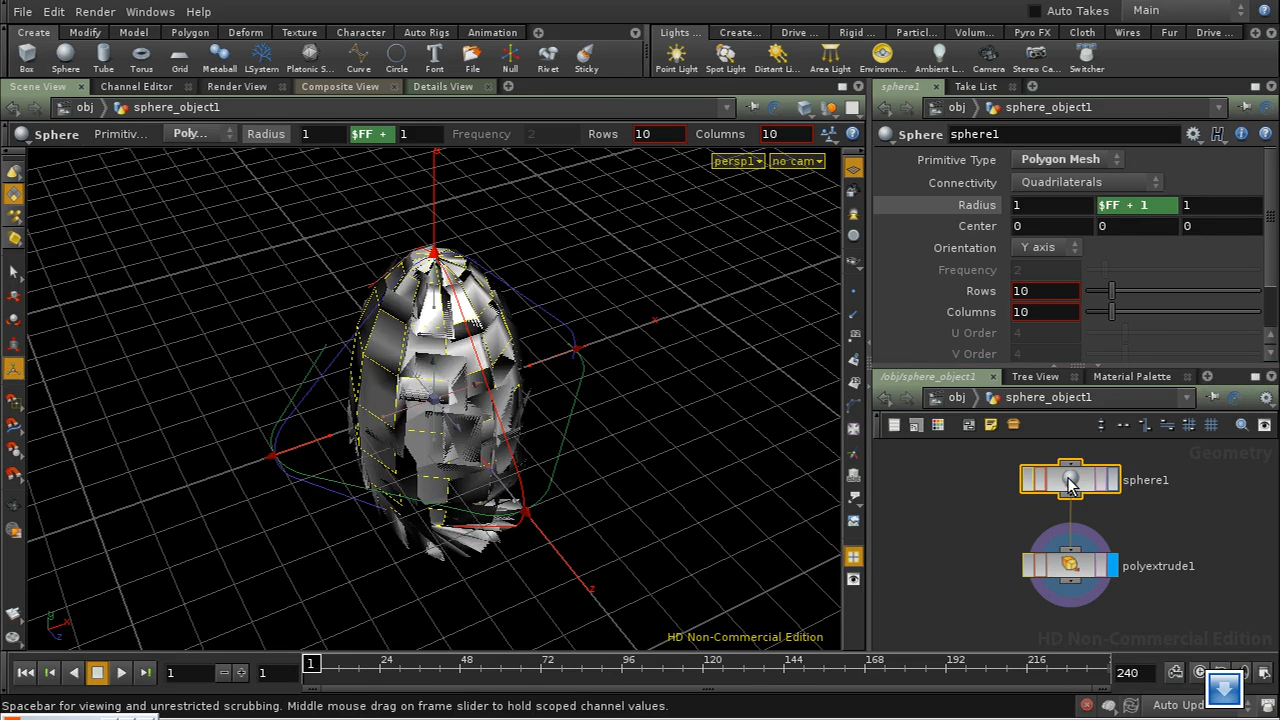 File Edit Render Windows Help Auto Takes Main
Create Modify Model Polygon Deform Texture Character Auto Rigs Animation Lights ... Create... Drive ... Rigid ... Particl... Volum... Pyro FX Cloth Wires Fur Drive ...
Box Sphere Tube Torus Grid Metaball LSystem Platonic S... Curve Circle Font File Null Rivet Sticky Point Light Spot Light Distant Li... Area Light Environm... Ambient L... Camera Stereo Ca... Switcher
Scene View Channel Editor Render View Composite View Details View sphere1 Take List
obj sphere_object1 obj sphere_object1
Sphere Primitiv... Poly... Radius 1 $FF + 1 Frequency 2 Rows 10 Columns 10 Sphere sphere1
persp1 no cam
Primitive Type Polygon Mesh
Connectivity Quadrilaterals
Radius 1 $FF + 1 1
Center 0 0 0
Orientation Y axis
Frequency 2
Rows 10
Columns 10
U Order 4
V Order 4
/obj/sphere_object1 Tree View Material Palette
obj sphere_object1
Geometry
sphere1
polyextrude1
x
z
y x
z
HD Non-Commercial Edition HD Non-Commercial Edition
1 1 1 24 48 72 96 120 144 168 192 216 240
Spacebar for viewing and unrestricted scrubbing. Middle mouse drag on frame slider to hold scoped channel values. Auto Up